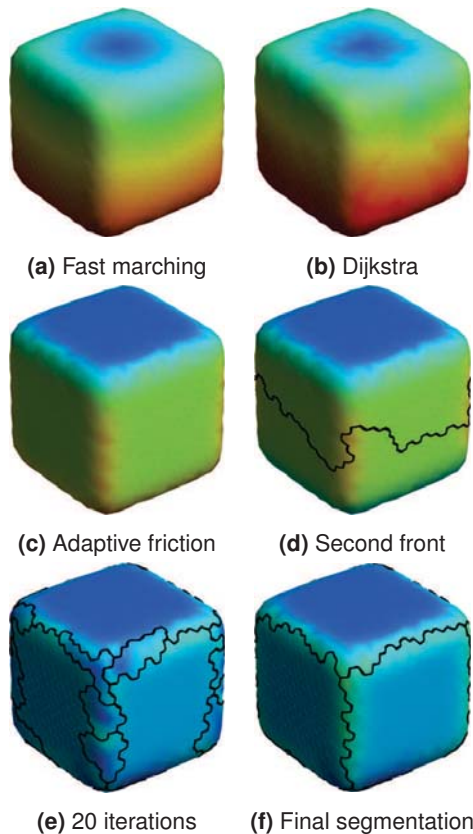 (a) Fast marching
(b) Dijkstra
(c) Adaptive friction
(d) Second front
(e) 20 iterations
(f) Final segmentation